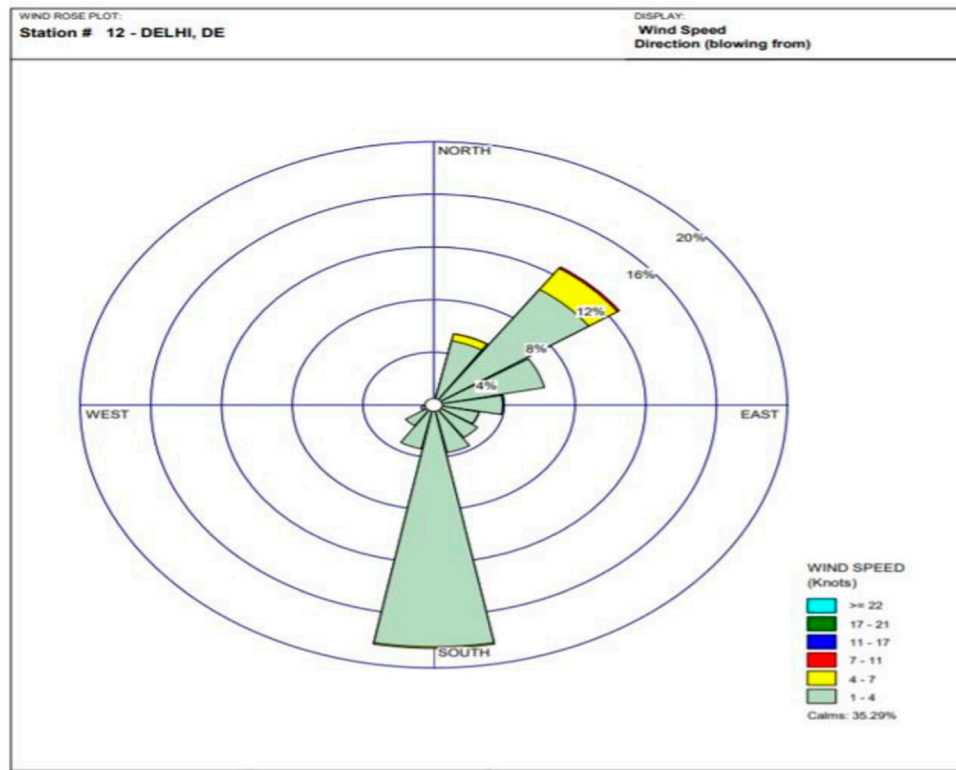 WIND ROSE PLOT:
Station # 12 - DELHI, DE
DISPLAY:
Wind Speed
Direction (blowing from)
NORTH
20%
16%
12%
8%
4%
WEST
EAST
SOUTH
WIND SPEED
(Knots)
>= 22
17 - 21
11 - 17
7 - 11
4 - 7
1 - 4
Calms: 35.29%